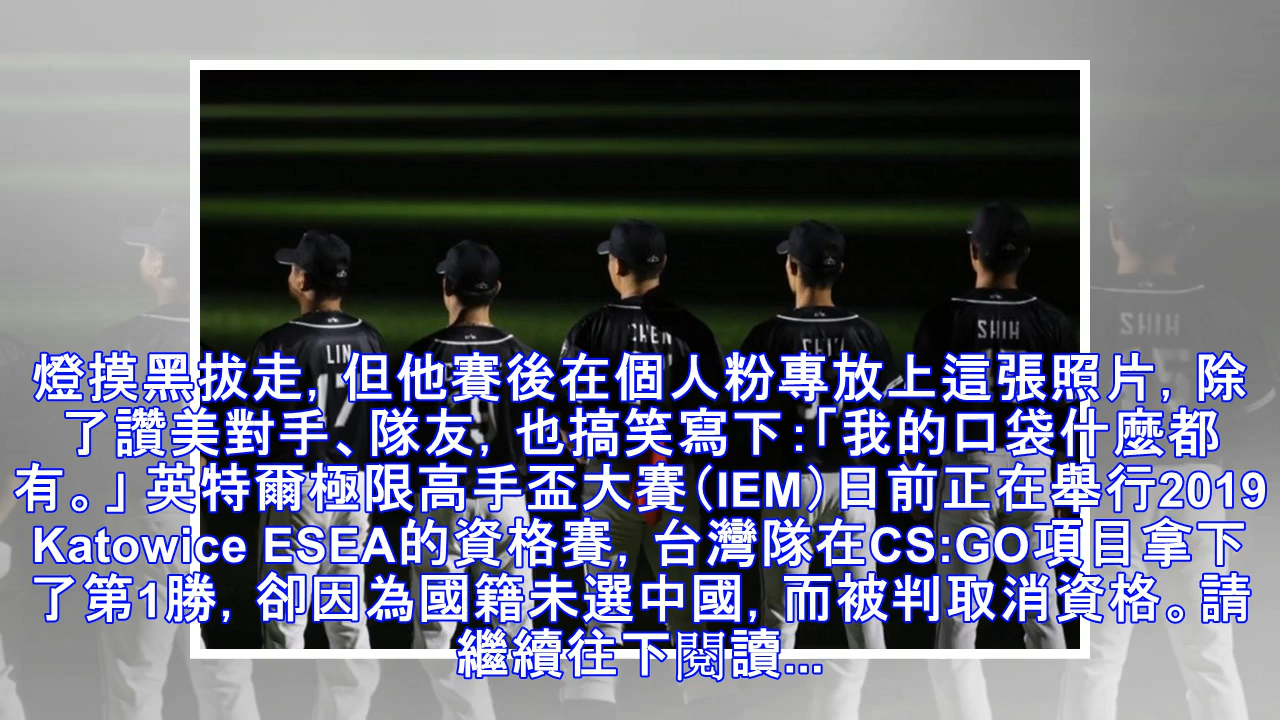 LIN
17
SHIH
SHIH
燈摸黑拔走, 但他賽後在個人粉專放上這張照片, 除
了讚美對手、隊友, 也搞笑寫下:「我的口袋什麼都
有。」英特爾極限高手盃大賽(IEM)日前正在舉行2019
Katowice ESEA的資格賽, 台灣隊在CS:GO項目拿下
了第1勝, 卻因為國籍未選中國, 而被判取消資格。請
繼續往下閱讀...